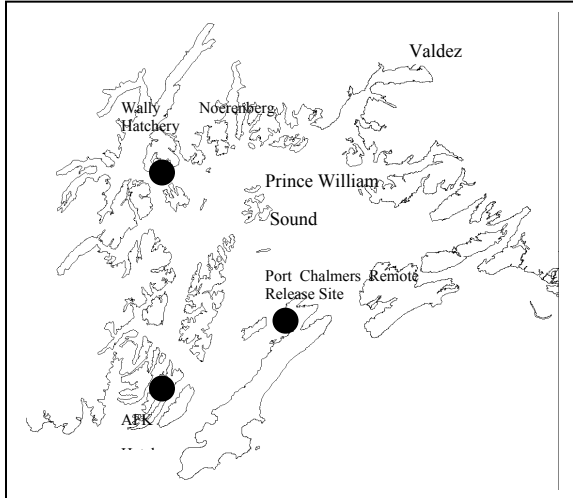 Valdez
Wally Noerenberg
Hatchery
Prince William
Sound
Port Chalmers Remote
Release Site
AFK